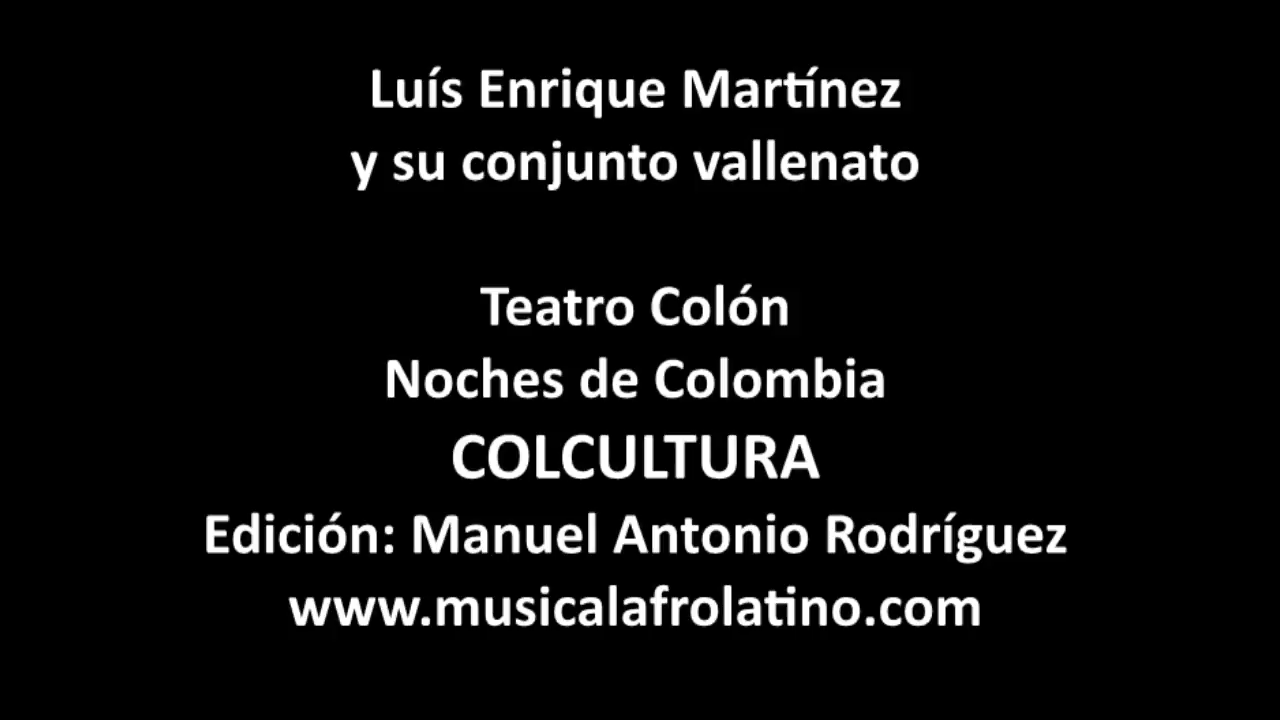 Luís Enrique Martínez
y su conjunto vallenato
Teatro Colón
Noches de Colombia
COLCULTURA
Edición: Manuel Antonio Rodríguez
www.musicalafrolatino.com